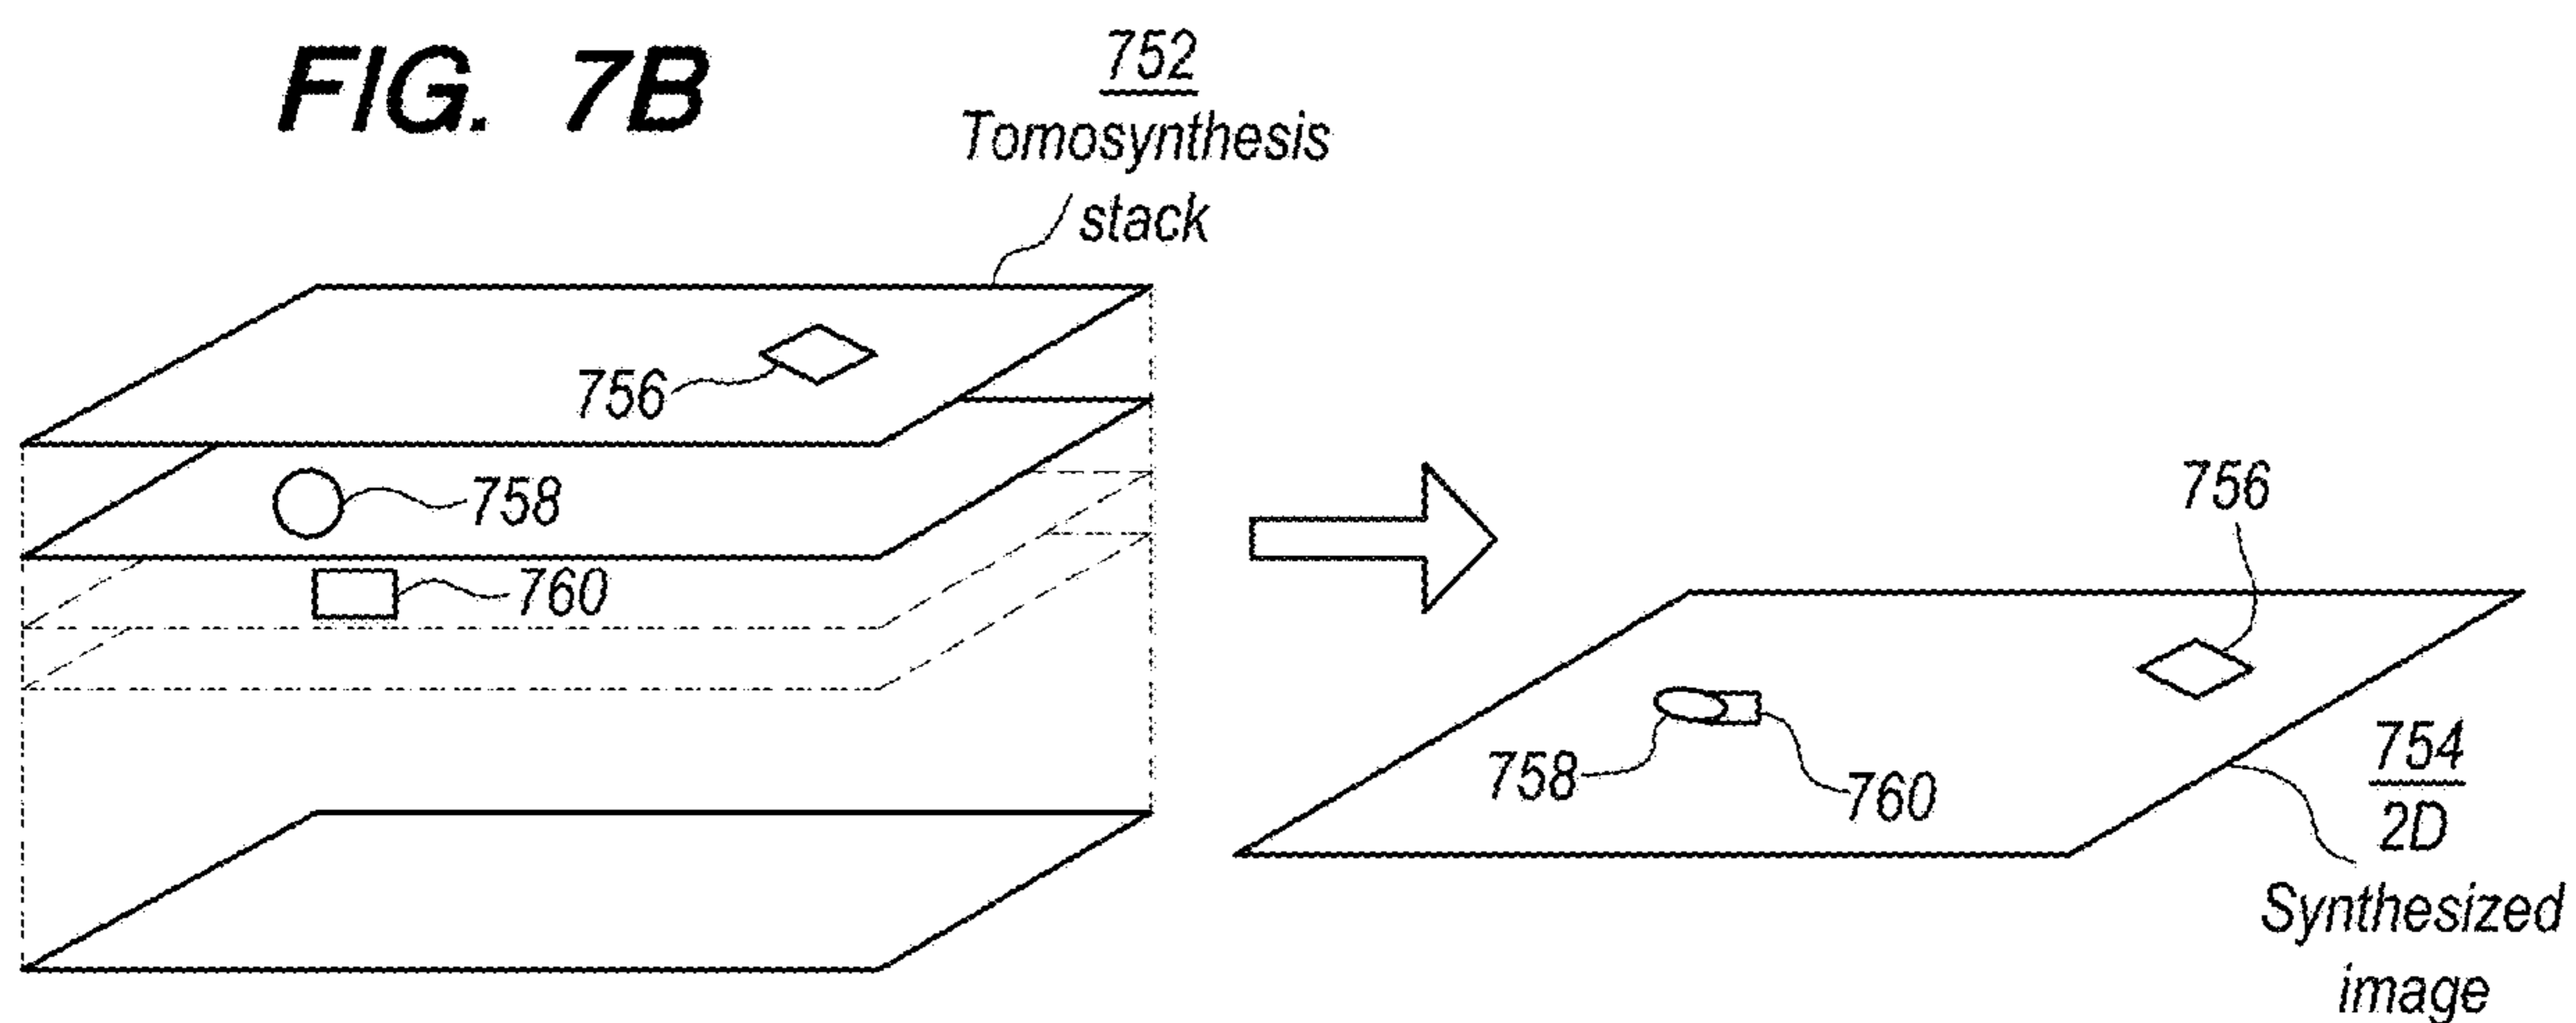 FIG. 7B
752
Tomosynthesis
stack
756
758
760
756
758
760
754
2D
Synthesized
image